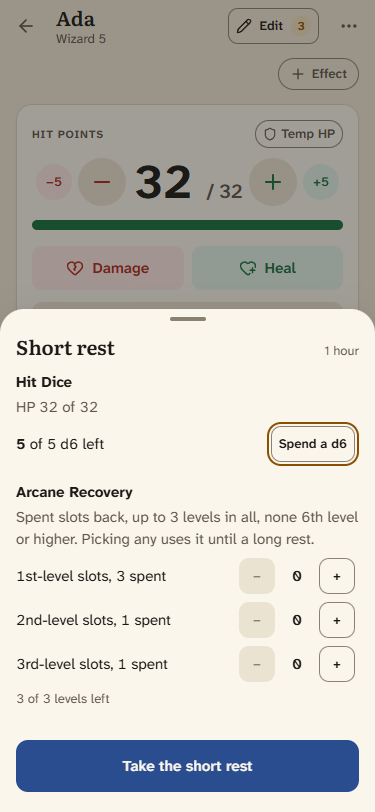 Ada
Wizard 5
Edit 3
Effect
HIT POINTS
Temp HP
−5
32 / 32
+5
Damage
Heal
Short rest
1 hour
Hit Dice
HP 32 of 32
5 of 5 d6 left
Spend a d6
Arcane Recovery
Spent slots back, up to 3 levels in all, none 6th level
or higher. Picking any uses it until a long rest.
1st-level slots, 3 spent − 0 +
2nd-level slots, 1 spent − 0 +
3rd-level slots, 1 spent − 0 +
3 of 3 levels left
Take the short rest